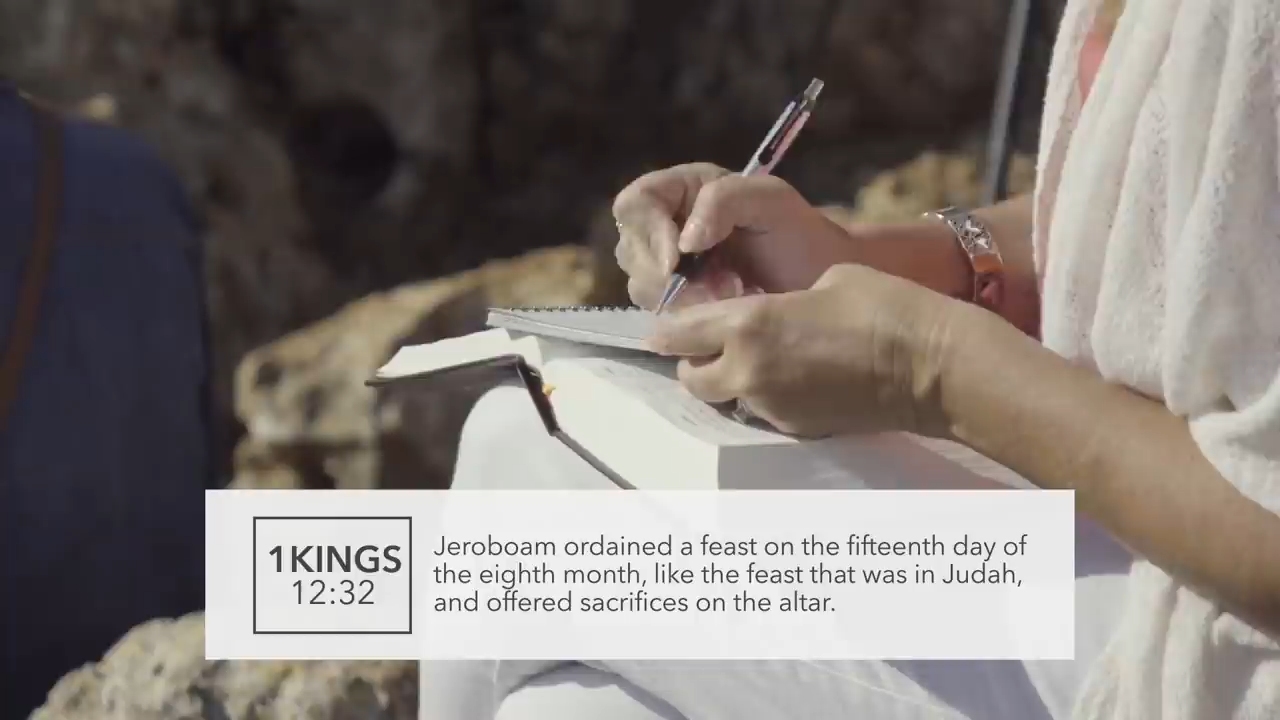 1KINGS
12:32
Jeroboam ordained a feast on the fifteenth day of
the eighth month, like the feast that was in Judah,
and offered sacrifices on the altar.